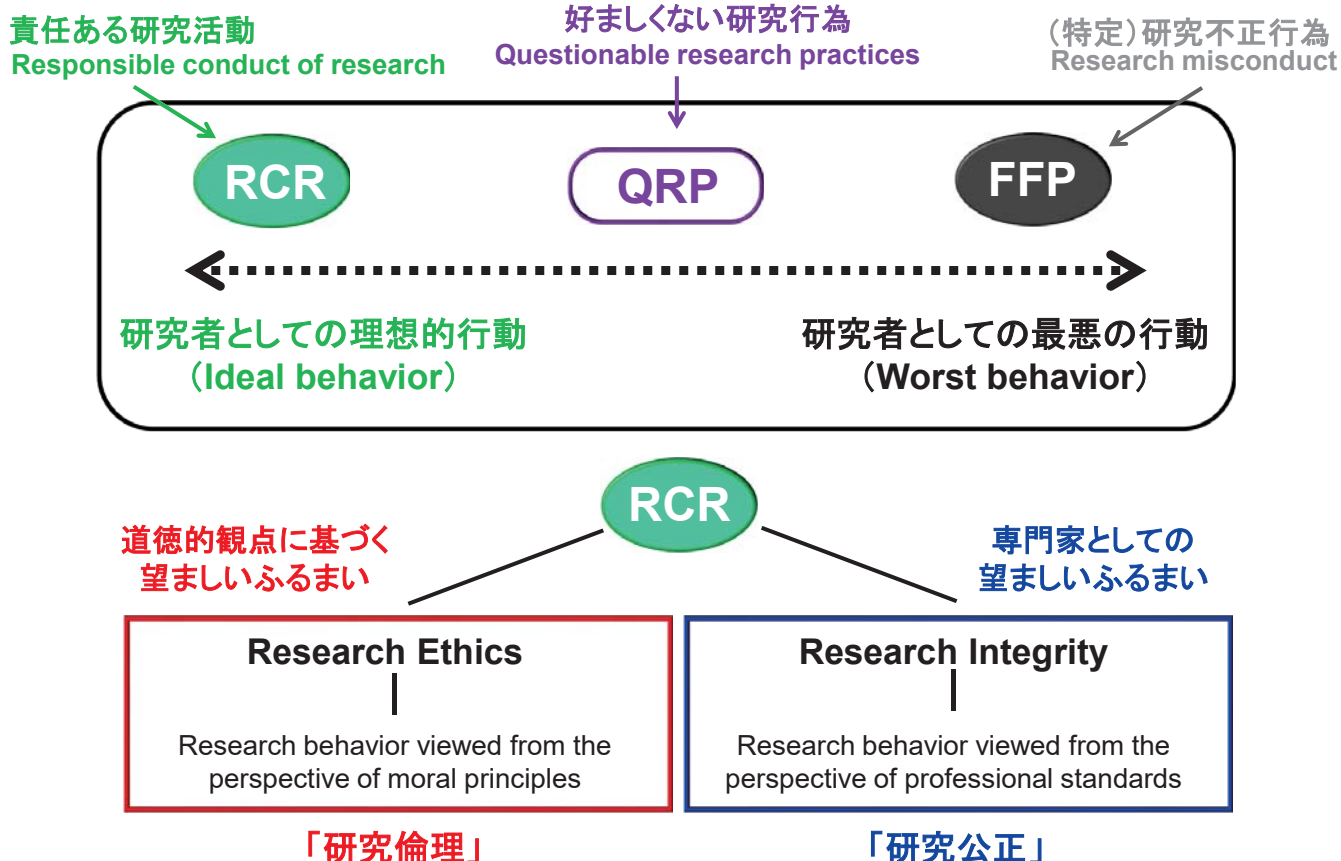 責任ある研究活動
Responsible conduct of research
好ましくない研究行為
Questionable research practices
（特定）研究不正行為
Research misconduct
RCR
QRP
FFP
研究者としての理想的行動
（Ideal behavior）
研究者としての最悪の行動
（Worst behavior）
RCR
道徳的観点に基づく
望ましいふるまい
専門家としての
望ましいふるまい
Research Ethics
Research behavior viewed from the
perspective of moral principles
Research Integrity
Research behavior viewed from the
perspective of professional standards
「研究倫理」
「研究公正」